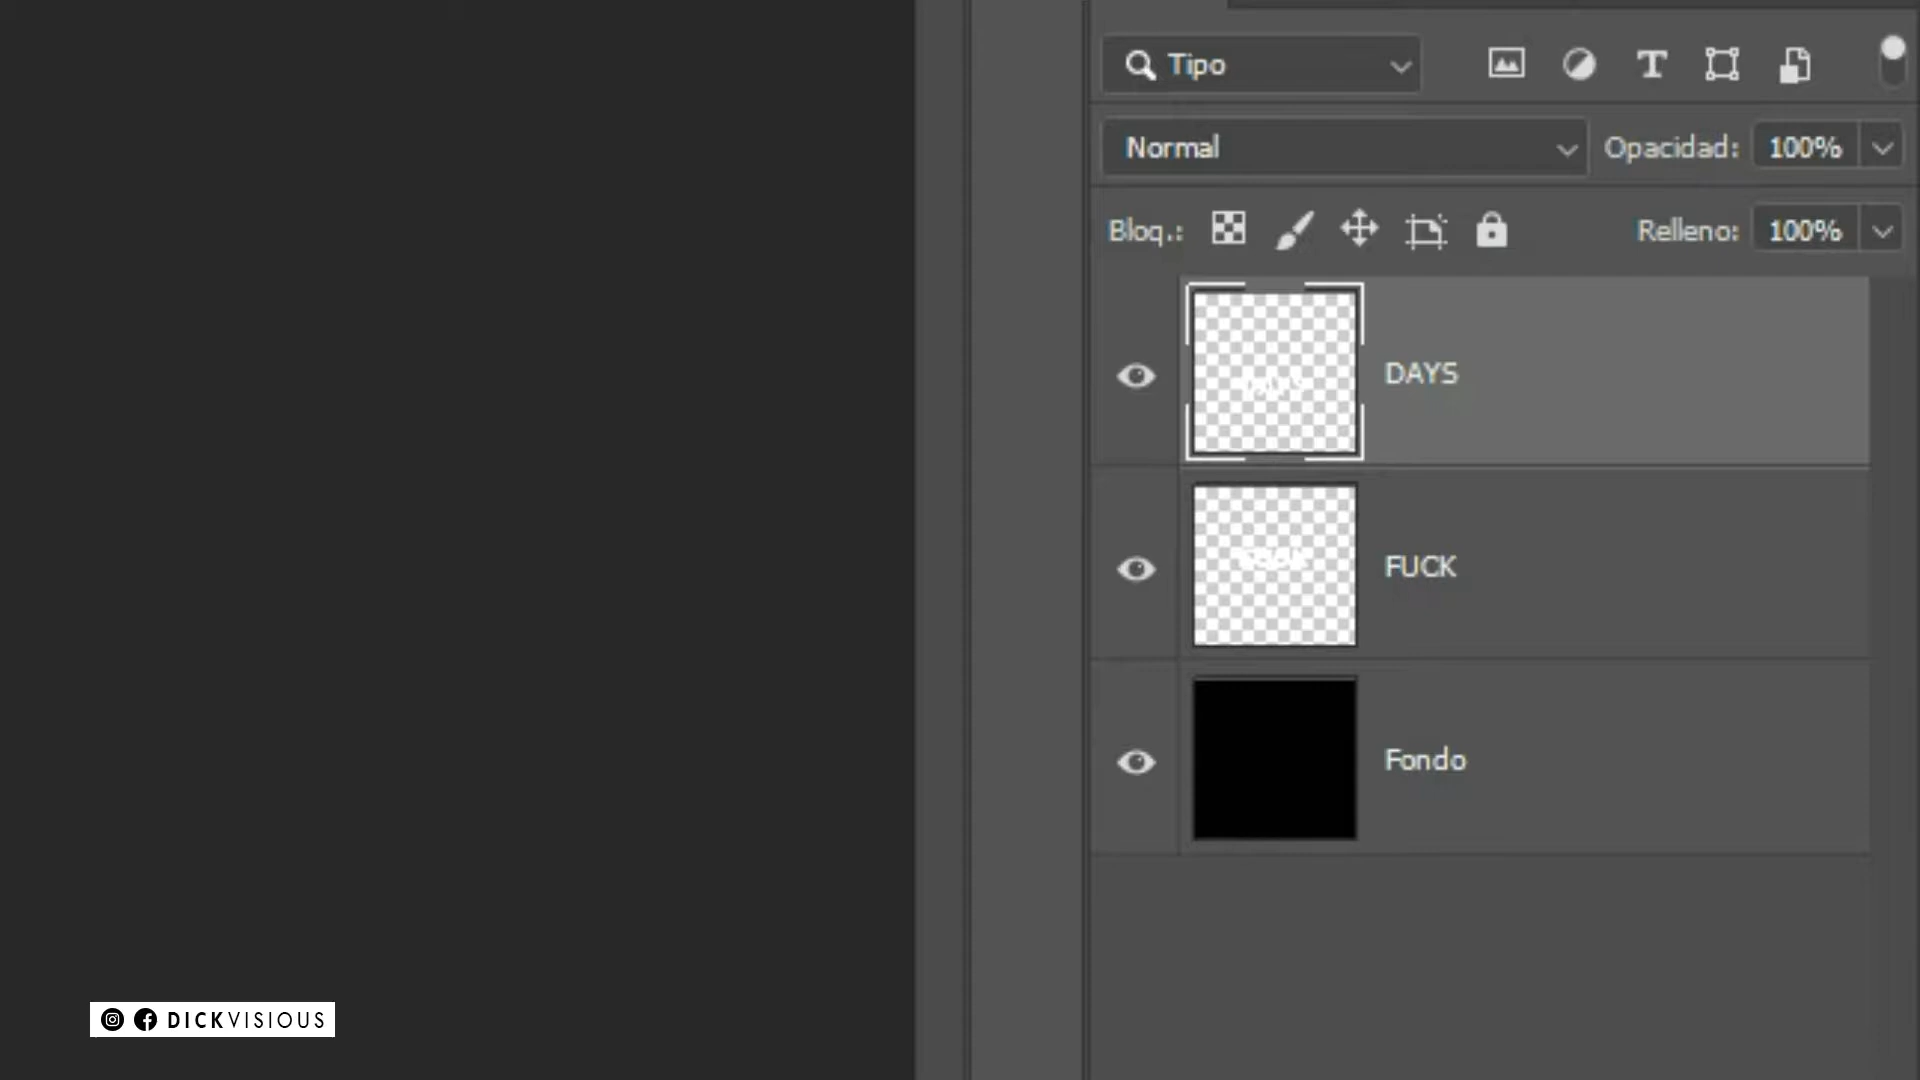 Tipo
Normal
Opacidad: 100%
Bloq.:
Relleno: 100%
DAYS
FUCK
Fondo
DICKVISIOUS